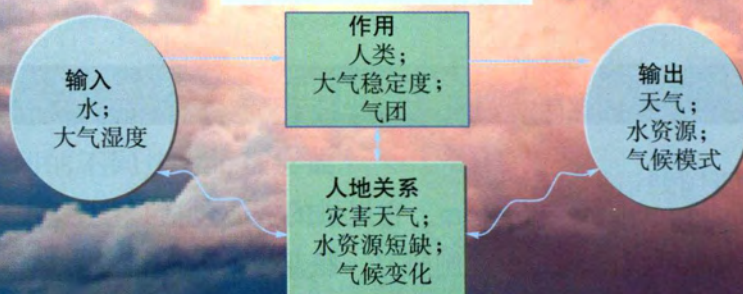 输入
水；
大气湿度
作用
人类；
大气稳定度；
气团
输出
天气；
水资源；
气候模式
人地关系
灾害天气；
水资源短缺；
气候变化